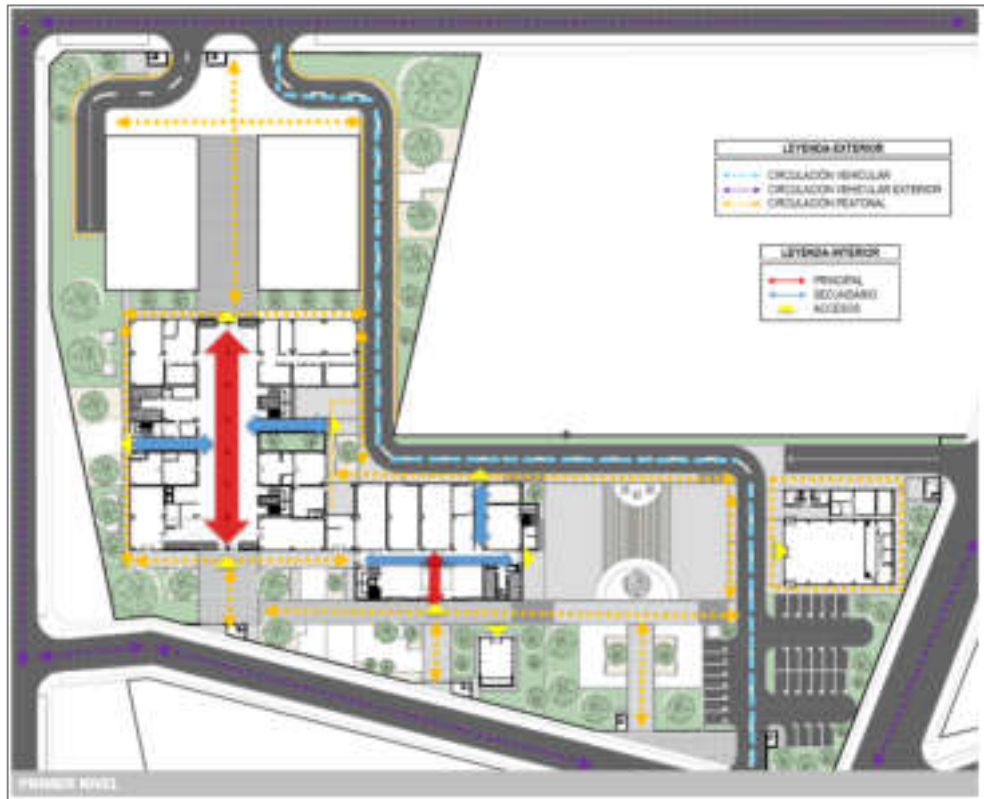 LEYENDA-EXTERIOR
CIRCULACIÓN VEHICULAR
CIRCULACIÓN VEHICULAR EXTERIOR
CIRCULACIÓN PEATONAL
LEYENDA-INTERIOR
PRINCIPAL
SECUNDARIO
ACCESOS
PRIMER NIVEL